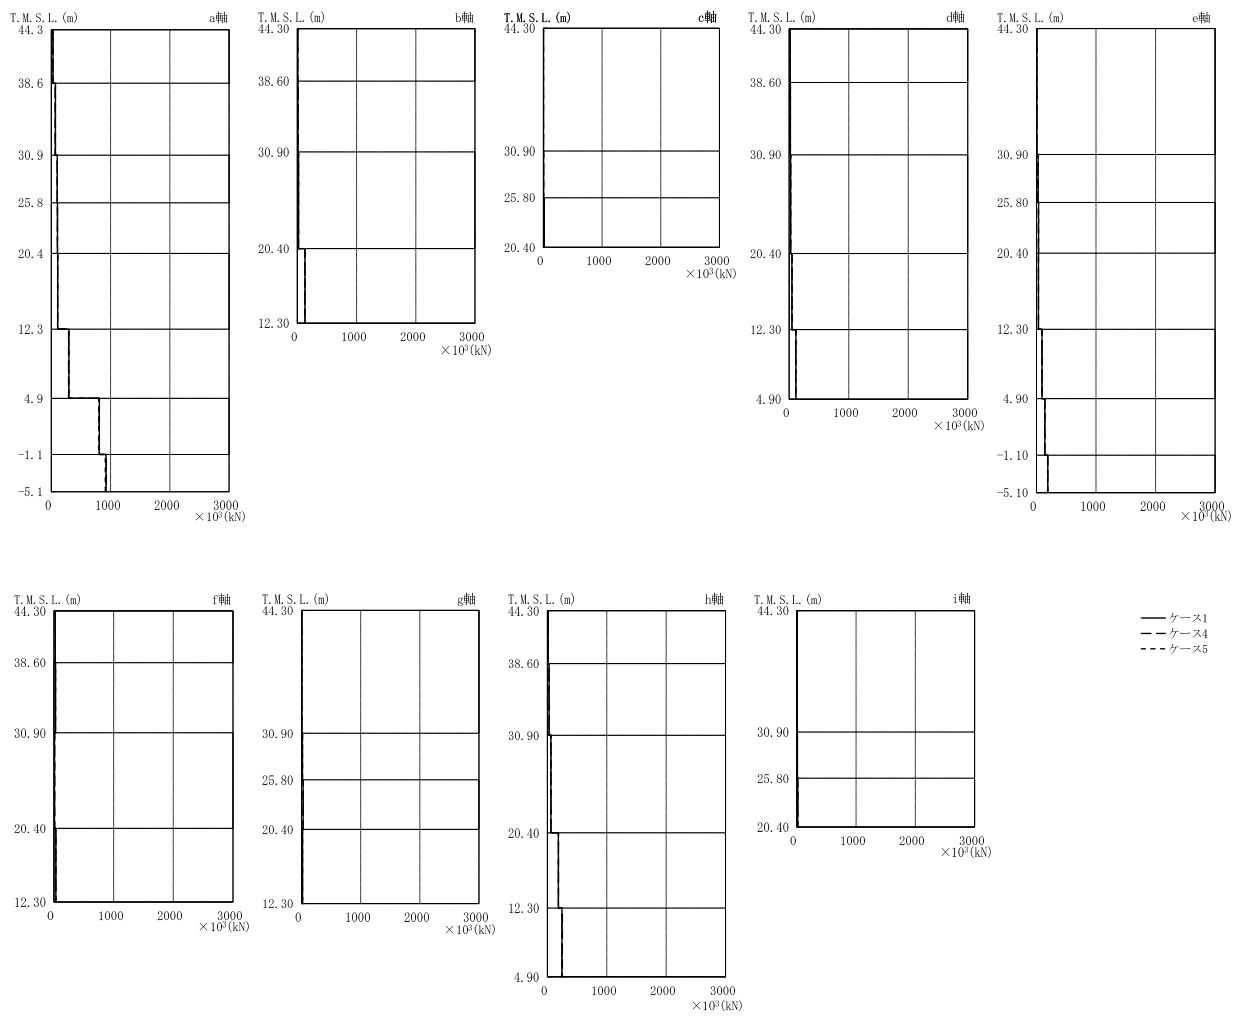 T.M.S.L.(m) a軸
44.3
38.6
30.9
25.8
20.4
12.3
4.9
-1.1
-5.1
0 1000 2000 3000
×10³(kN)
T.M.S.L.(m) b軸
44.30
38.60
30.90
20.40
12.30
0 1000 2000 3000
×10³(kN)
T.M.S.L.(m) c軸
44.30
30.90
25.80
20.40
0 1000 2000 3000
×10³(kN)
T.M.S.L.(m) d軸
44.30
38.60
30.90
20.40
12.30
4.90
0 1000 2000 3000
×10³(kN)
T.M.S.L.(m) e軸
44.30
30.90
25.80
20.40
12.30
4.90
-1.10
-5.10
0 1000 2000 3000
×10³(kN)
T.M.S.L.(m) f軸
44.30
38.60
30.90
20.40
12.30
0 1000 2000 3000
×10³(kN)
T.M.S.L.(m) g軸
44.30
30.90
25.80
20.40
12.30
0 1000 2000 3000
×10³(kN)
T.M.S.L.(m) h軸
44.30
38.60
30.90
20.40
12.30
4.90
0 1000 2000 3000
×10³(kN)
T.M.S.L.(m) i軸
44.30
30.90
25.80
20.40
0 1000 2000 3000
×10³(kN)
ケース1
ケース4
ケース5